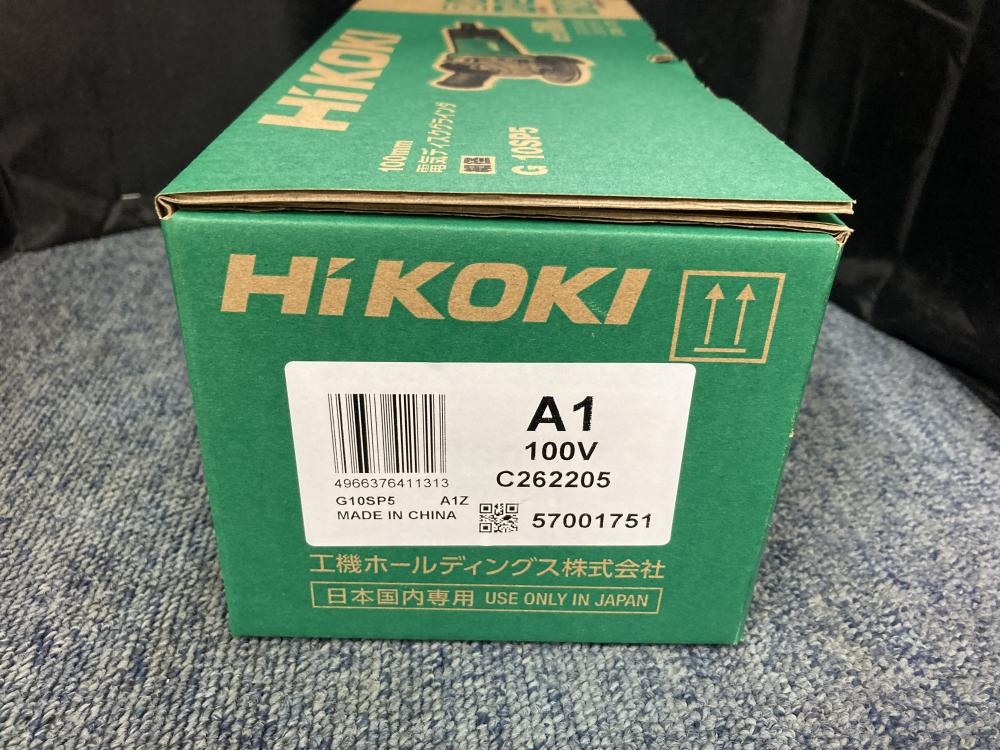 HiKOKI
100mm
電気ディスクグラインダ
G 10SP5
HiKOKI
A1
100V
4966376411313
C262205
G10SP5 A1Z
MADE IN CHINA
57001751
工機ホールディングス株式会社
日本国内専用 USE ONLY IN JAPAN